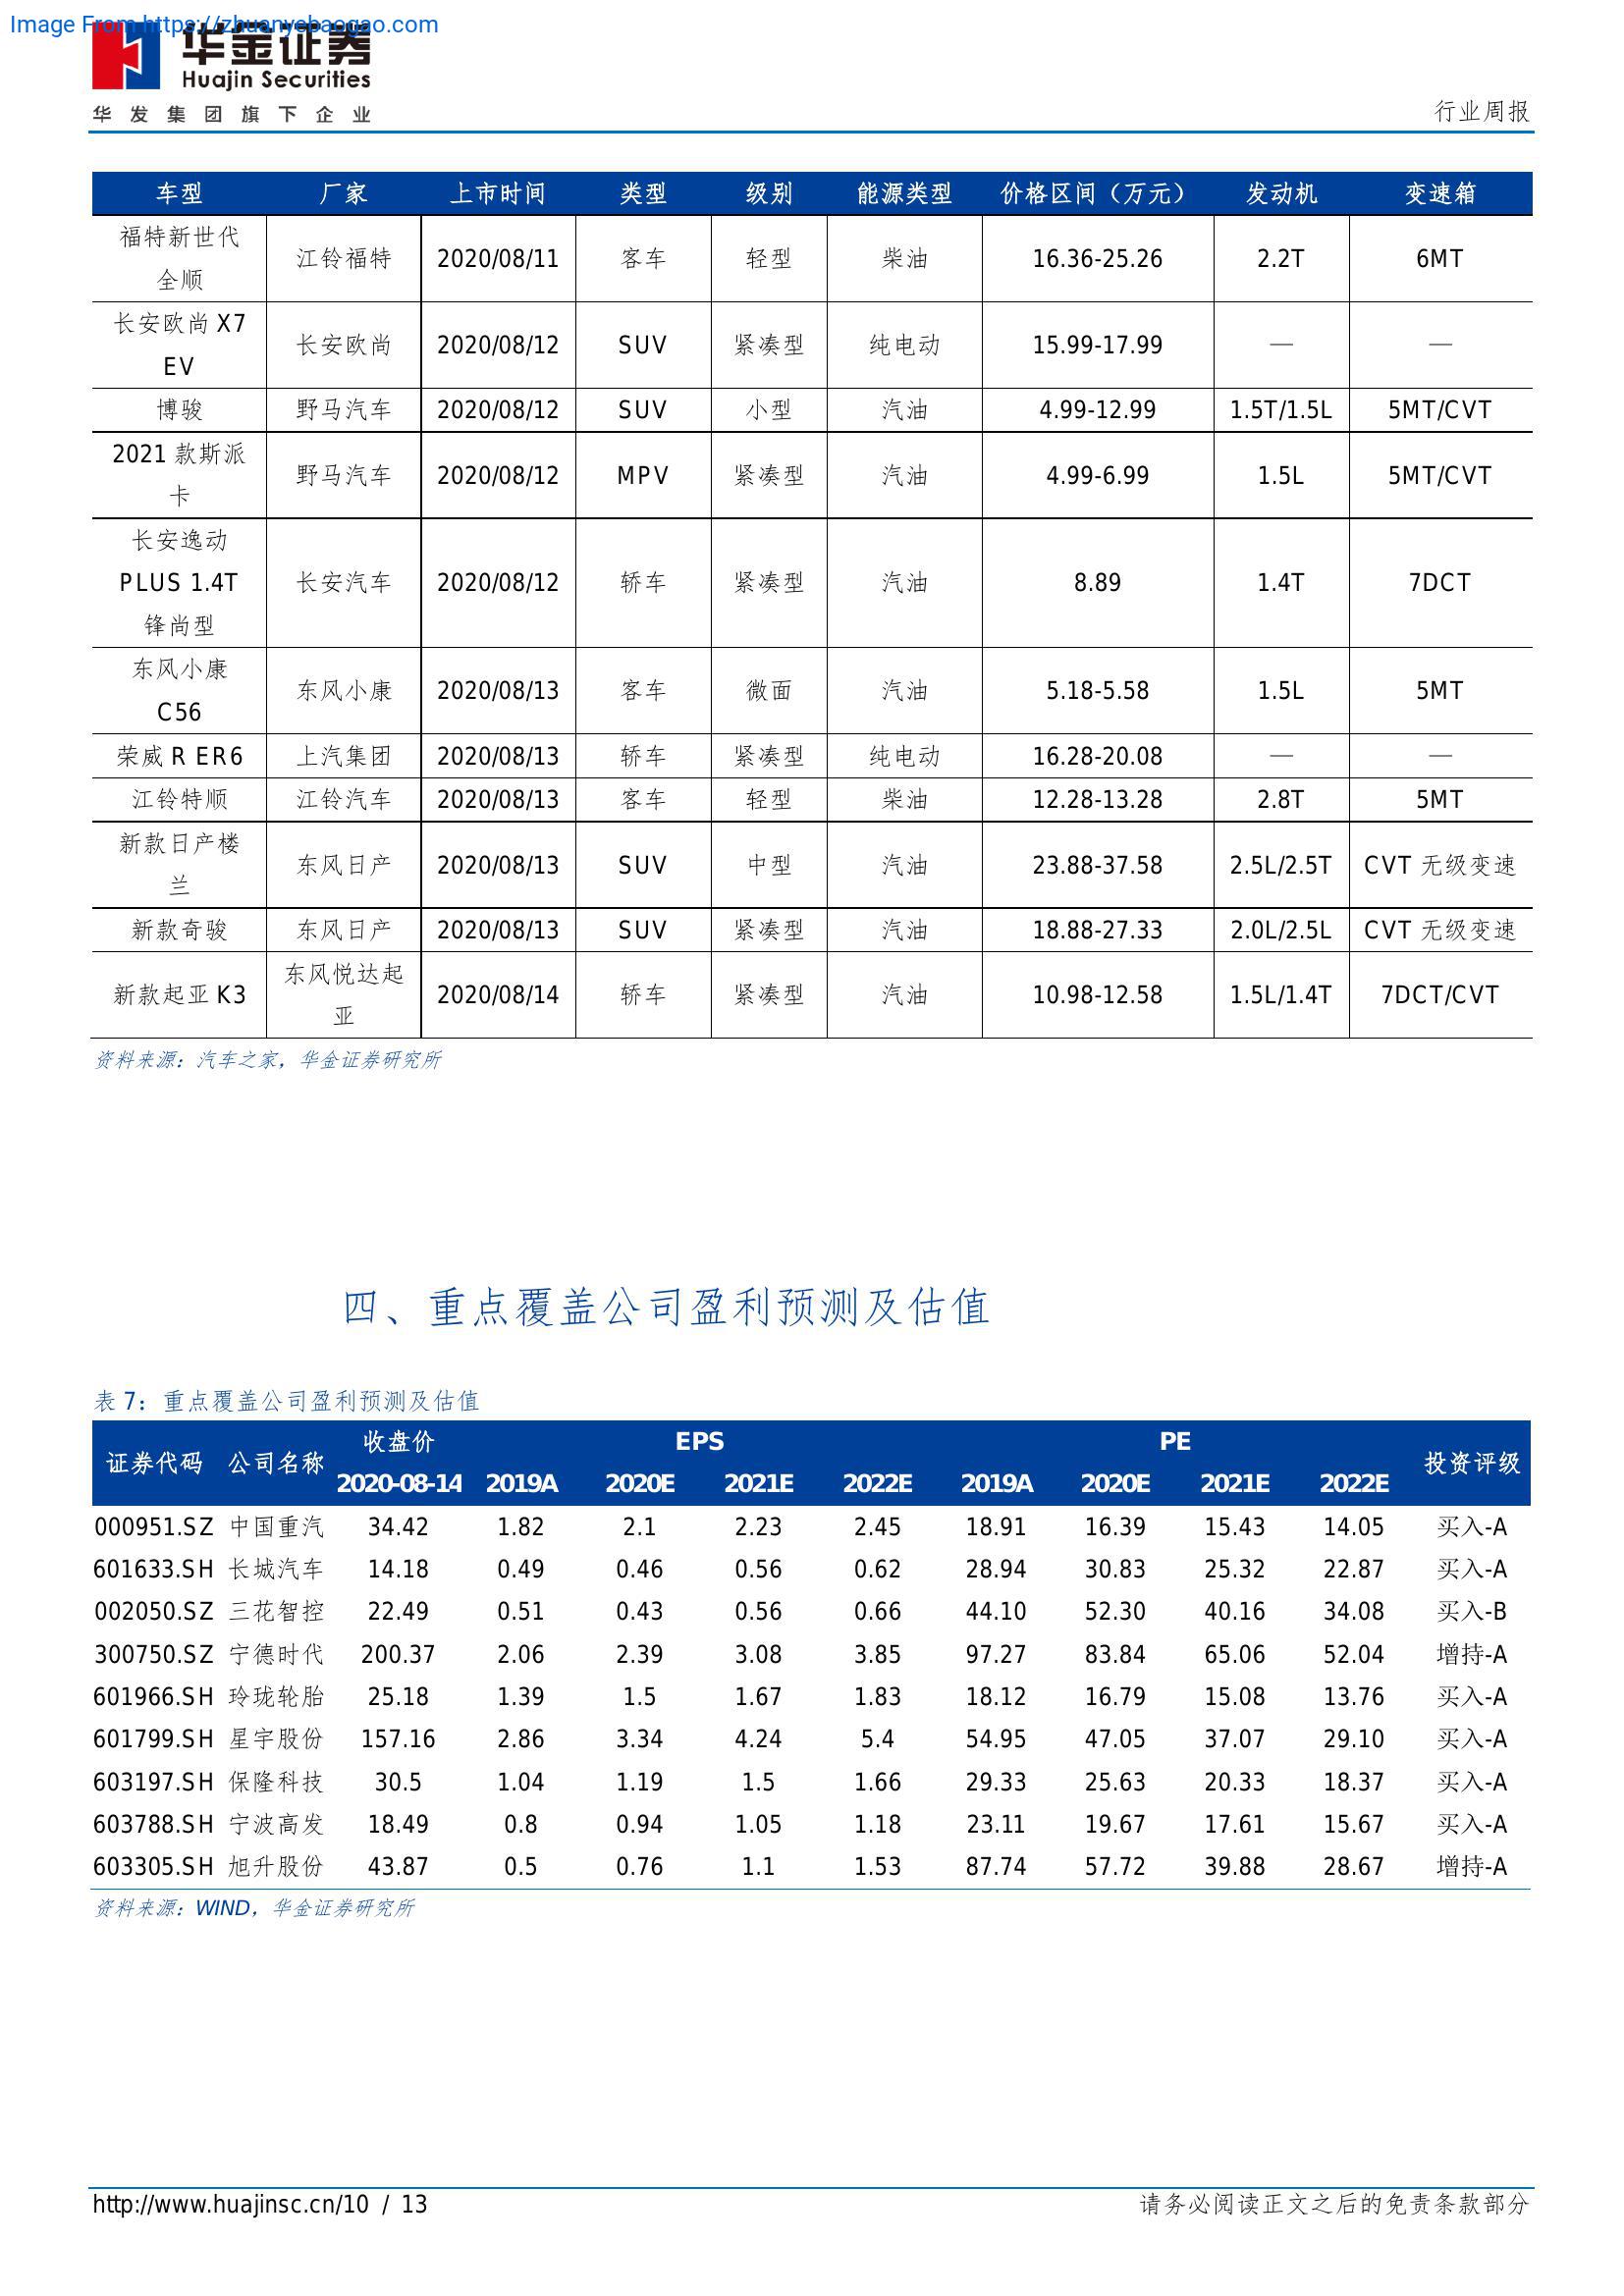 Image From https://zhuanyebaogao.com
华金证券
Huajin Securities
华发集团旗下企业
行业周报
车型 厂家 上市时间 类型 级别 能源类型 价格区间（万元） 发动机 变速箱
福特新世代
全顺 江铃福特 2020/08/11 客车 轻型 柴油 16.36-25.26 2.2T 6MT
长安欧尚 X7
EV 长安欧尚 2020/08/12 SUV 紧凑型 纯电动 15.99-17.99 — —
博骏 野马汽车 2020/08/12 SUV 小型 汽油 4.99-12.99 1.5T/1.5L 5MT/CVT
2021 款斯派
卡 野马汽车 2020/08/12 MPV 紧凑型 汽油 4.99-6.99 1.5L 5MT/CVT
长安逸动
PLUS 1.4T 长安汽车 2020/08/12 轿车 紧凑型 汽油 8.89 1.4T 7DCT
锋尚型
东风小康
C56 东风小康 2020/08/13 客车 微面 汽油 5.18-5.58 1.5L 5MT
荣威 R ER6 上汽集团 2020/08/13 轿车 紧凑型 纯电动 16.28-20.08 — —
江铃特顺 江铃汽车 2020/08/13 客车 轻型 柴油 12.28-13.28 2.8T 5MT
新款日产楼
兰 东风日产 2020/08/13 SUV 中型 汽油 23.88-37.58 2.5L/2.5T CVT 无级变速
新款奇骏 东风日产 2020/08/13 SUV 紧凑型 汽油 18.88-27.33 2.0L/2.5L CVT 无级变速
新款起亚 K3 东风悦达起
亚 2020/08/14 轿车 紧凑型 汽油 10.98-12.58 1.5L/1.4T 7DCT/CVT
资料来源：汽车之家，华金证券研究所
四、重点覆盖公司盈利预测及估值
表 7：重点覆盖公司盈利预测及估值
证券代码 公司名称 收盘价 EPS PE 投资评级
2020-08-14 2019A 2020E 2021E 2022E 2019A 2020E 2021E 2022E
000951.SZ 中国重汽 34.42 1.82 2.1 2.23 2.45 18.91 16.39 15.43 14.05 买入-A
601633.SH 长城汽车 14.18 0.49 0.46 0.56 0.62 28.94 30.83 25.32 22.87 买入-A
002050.SZ 三花智控 22.49 0.51 0.43 0.56 0.66 44.10 52.30 40.16 34.08 买入-B
300750.SZ 宁德时代 200.37 2.06 2.39 3.08 3.85 97.27 83.84 65.06 52.04 增持-A
601966.SH 玲珑轮胎 25.18 1.39 1.5 1.67 1.83 18.12 16.79 15.08 13.76 买入-A
601799.SH 星宇股份 157.16 2.86 3.34 4.24 5.4 54.95 47.05 37.07 29.10 买入-A
603197.SH 保隆科技 30.5 1.04 1.19 1.5 1.66 29.33 25.63 20.33 18.37 买入-A
603788.SH 宁波高发 18.49 0.8 0.94 1.05 1.18 23.11 19.67 17.61 15.67 买入-A
603305.SH 旭升股份 43.87 0.5 0.76 1.1 1.53 87.74 57.72 39.88 28.67 增持-A
资料来源：WIND，华金证券研究所
http://www.huajinsc.cn/10 / 13
请务必阅读正文之后的免责条款部分